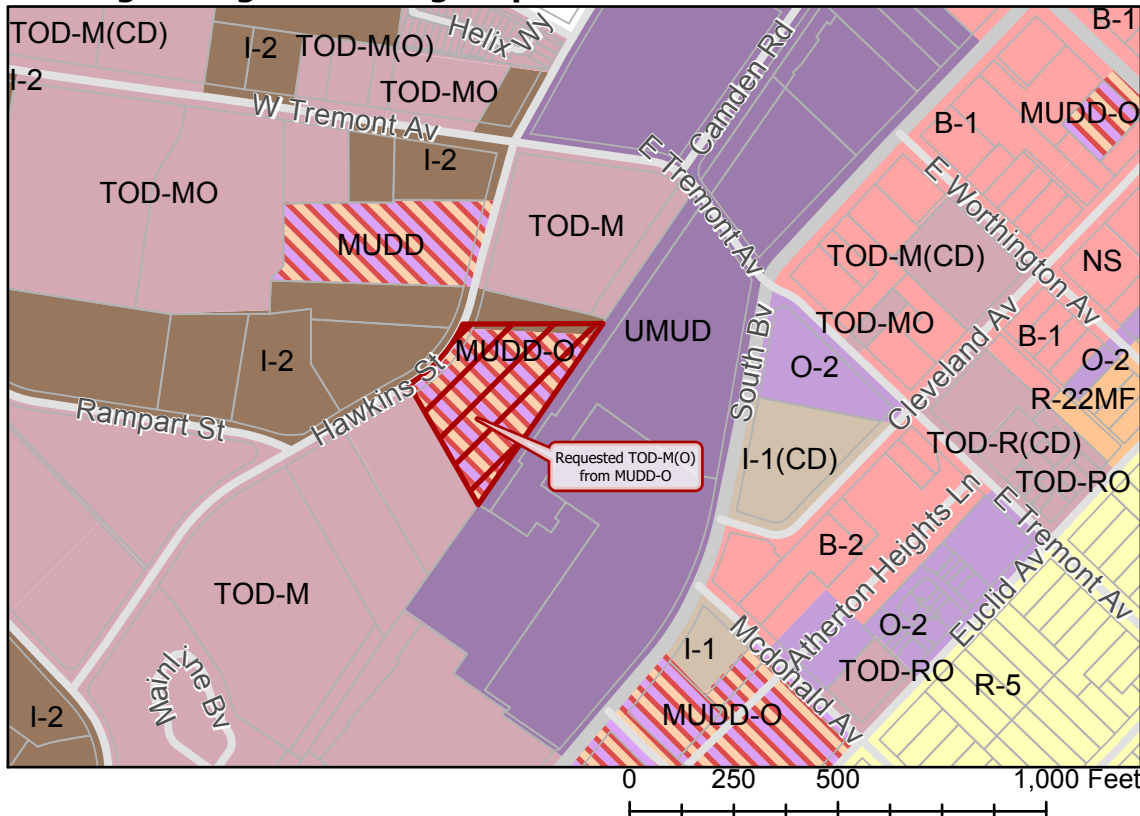 TOD-M(CD)
I-2
TOD-M(O)
Helix Wy
B-1
I-2
TOD-MO
Camden Rd
MUDD-O
W Tremont Av
B-1
I-2
E Tremont Av
E Worthington Av
TOD-MO
TOD-M
MUDD
TOD-M(CD)
NS
TOD-MO
UMUD
B-1
MUDD-O
South Bv
O-2
Cleveland Av
O-2
I-2
R-22MF
Hawkins St
Rampart St
TOD-R(CD)
Requested TOD-M(O)
from MUDD-O
I-1(CD)
TOD-RO
E Tremont Av
B-2
Atherton Heights Ln
TOD-M
Euclid Av
O-2
I-1
Mcdonald Av
TOD-RO
R-5
Mainline Bv
I-2
MUDD-O
0 250 500 1,000 Feet